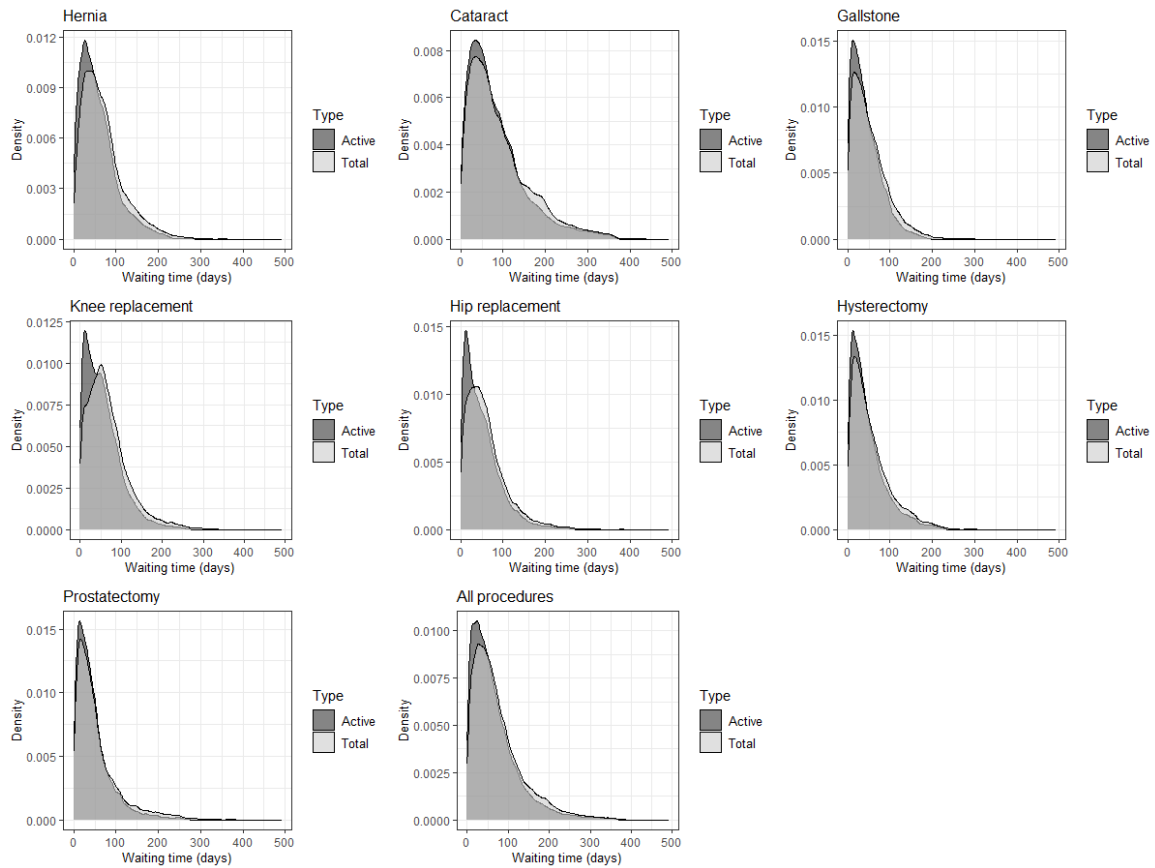 Hernia
0.012
0.009
0.006
0.003
0.000
Density
0 100 200 300 400 500
Waiting time (days)
Type
Active
Total
Cataract
0.008
0.006
0.004
0.002
0.000
Density
0 100 200 300 400 500
Waiting time (days)
Type
Active
Total
Gallstone
0.015
0.010
0.005
0.000
Density
0 100 200 300 400 500
Waiting time (days)
Type
Active
Total
Knee replacement
0.0125
0.0100
0.0075
0.0050
0.0025
0.0000
Density
0 100 200 300 400 500
Waiting time (days)
Type
Active
Total
Hip replacement
0.015
0.010
0.005
0.000
Density
0 100 200 300 400 500
Waiting time (days)
Type
Active
Total
Hysterectomy
0.015
0.010
0.005
0.000
Density
0 100 200 300 400 500
Waiting time (days)
Type
Active
Total
Prostatectomy
0.015
0.010
0.005
0.000
Density
0 100 200 300 400 500
Waiting time (days)
Type
Active
Total
All procedures
0.0100
0.0075
0.0050
0.0025
0.0000
Density
0 100 200 300 400 500
Waiting time (days)
Type
Active
Total